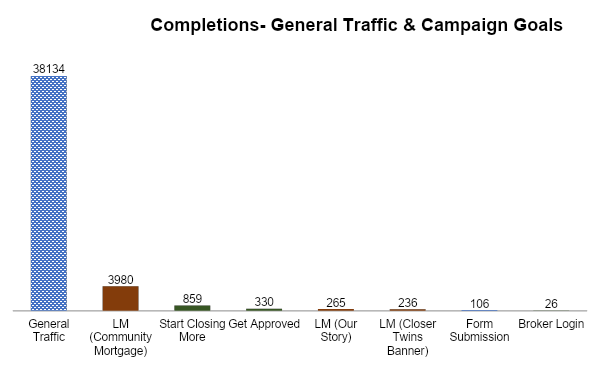 Completions- General Traffic & Campaign Goals
38134
3980
859
330
265
236
106
26
General
Traffic
LM
(Community
Mortgage)
Start Closing
More
Get Approved
LM (Our
Story)
LM (Closer
Twins
Banner)
Form
Submission
Broker Login